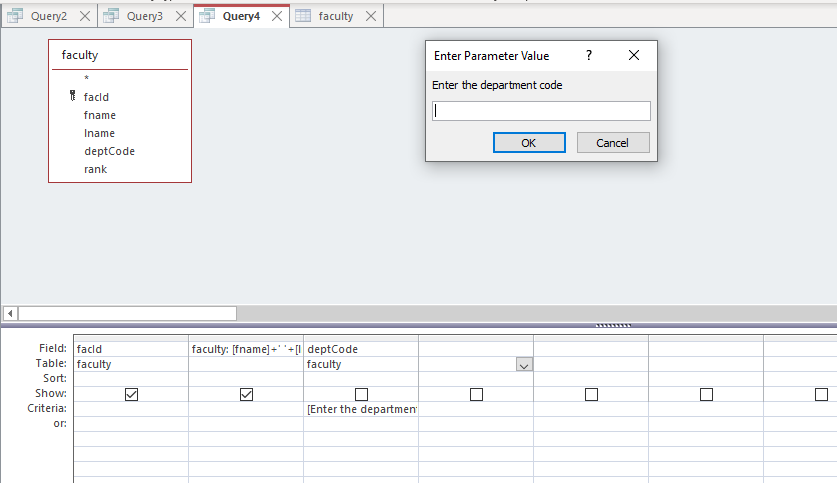 Query2 Query3 Query4 faculty
faculty
*
facId
fname
lname
deptCode
rank
Enter Parameter Value ?
Enter the department code
OK Cancel
Field: facId faculty: [fname]+' '+[l deptCode
Table: faculty faculty
Sort:
Show:
Criteria: [Enter the department
or: